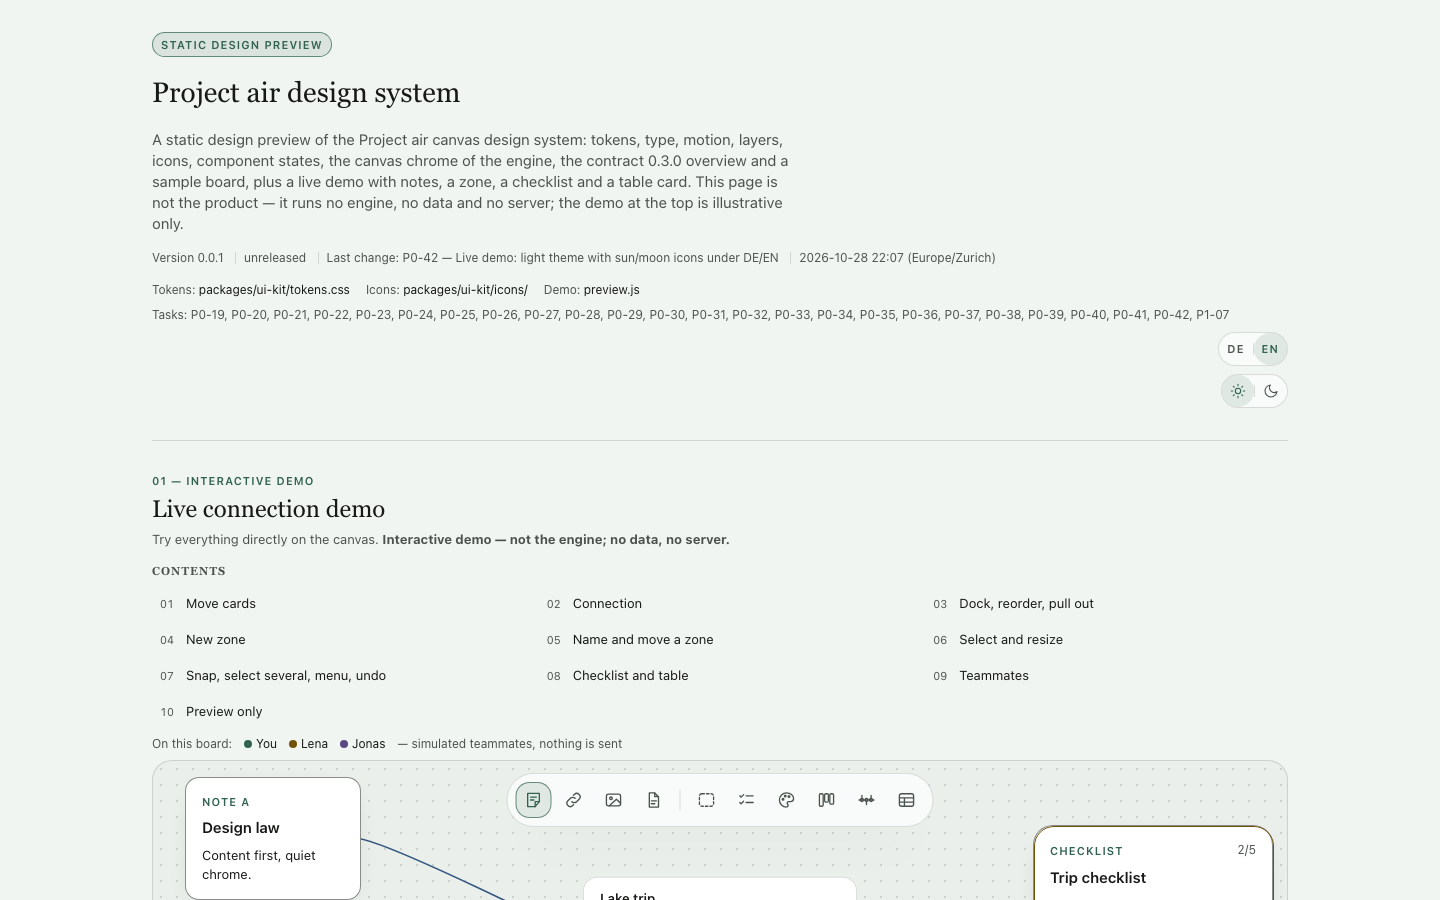 STATIC DESIGN PREVIEW
Project air design system
A static design preview of the Project air canvas design system: tokens, type, motion, layers,
icons, component states, the canvas chrome of the engine, the contract 0.3.0 overview and a
sample board, plus a live demo with notes, a zone, a checklist and a table card. This page is
not the product — it runs no engine, no data and no server; the demo at the top is illustrative
only.
Version 0.0.1 unreleased Last change: P0-42 — Live demo: light theme with sun/moon icons under DE/EN 2026-10-28 22:07 (Europe/Zurich)
Tokens: packages/ui-kit/tokens.css Icons: packages/ui-kit/icons/ Demo: preview.js
Tasks: P0-19, P0-20, P0-21, P0-22, P0-23, P0-24, P0-25, P0-26, P0-27, P0-28, P0-29, P0-30, P0-31, P0-32, P0-33, P0-34, P0-35, P0-36, P0-37, P0-38, P0-39, P0-40, P0-41, P0-42, P1-07
DE EN
01 — INTERACTIVE DEMO
Live connection demo
Try everything directly on the canvas. Interactive demo — not the engine; no data, no server.
CONTENTS
01 Move cards
02 Connection
03 Dock, reorder, pull out
04 New zone
05 Name and move a zone
06 Select and resize
07 Snap, select several, menu, undo
08 Checklist and table
09 Teammates
10 Preview only
On this board: You Lena Jonas — simulated teammates, nothing is sent
NOTE A
Design law
Content first, quiet
chrome.
Lake trip
CHECKLIST 2/5
Trip checklist